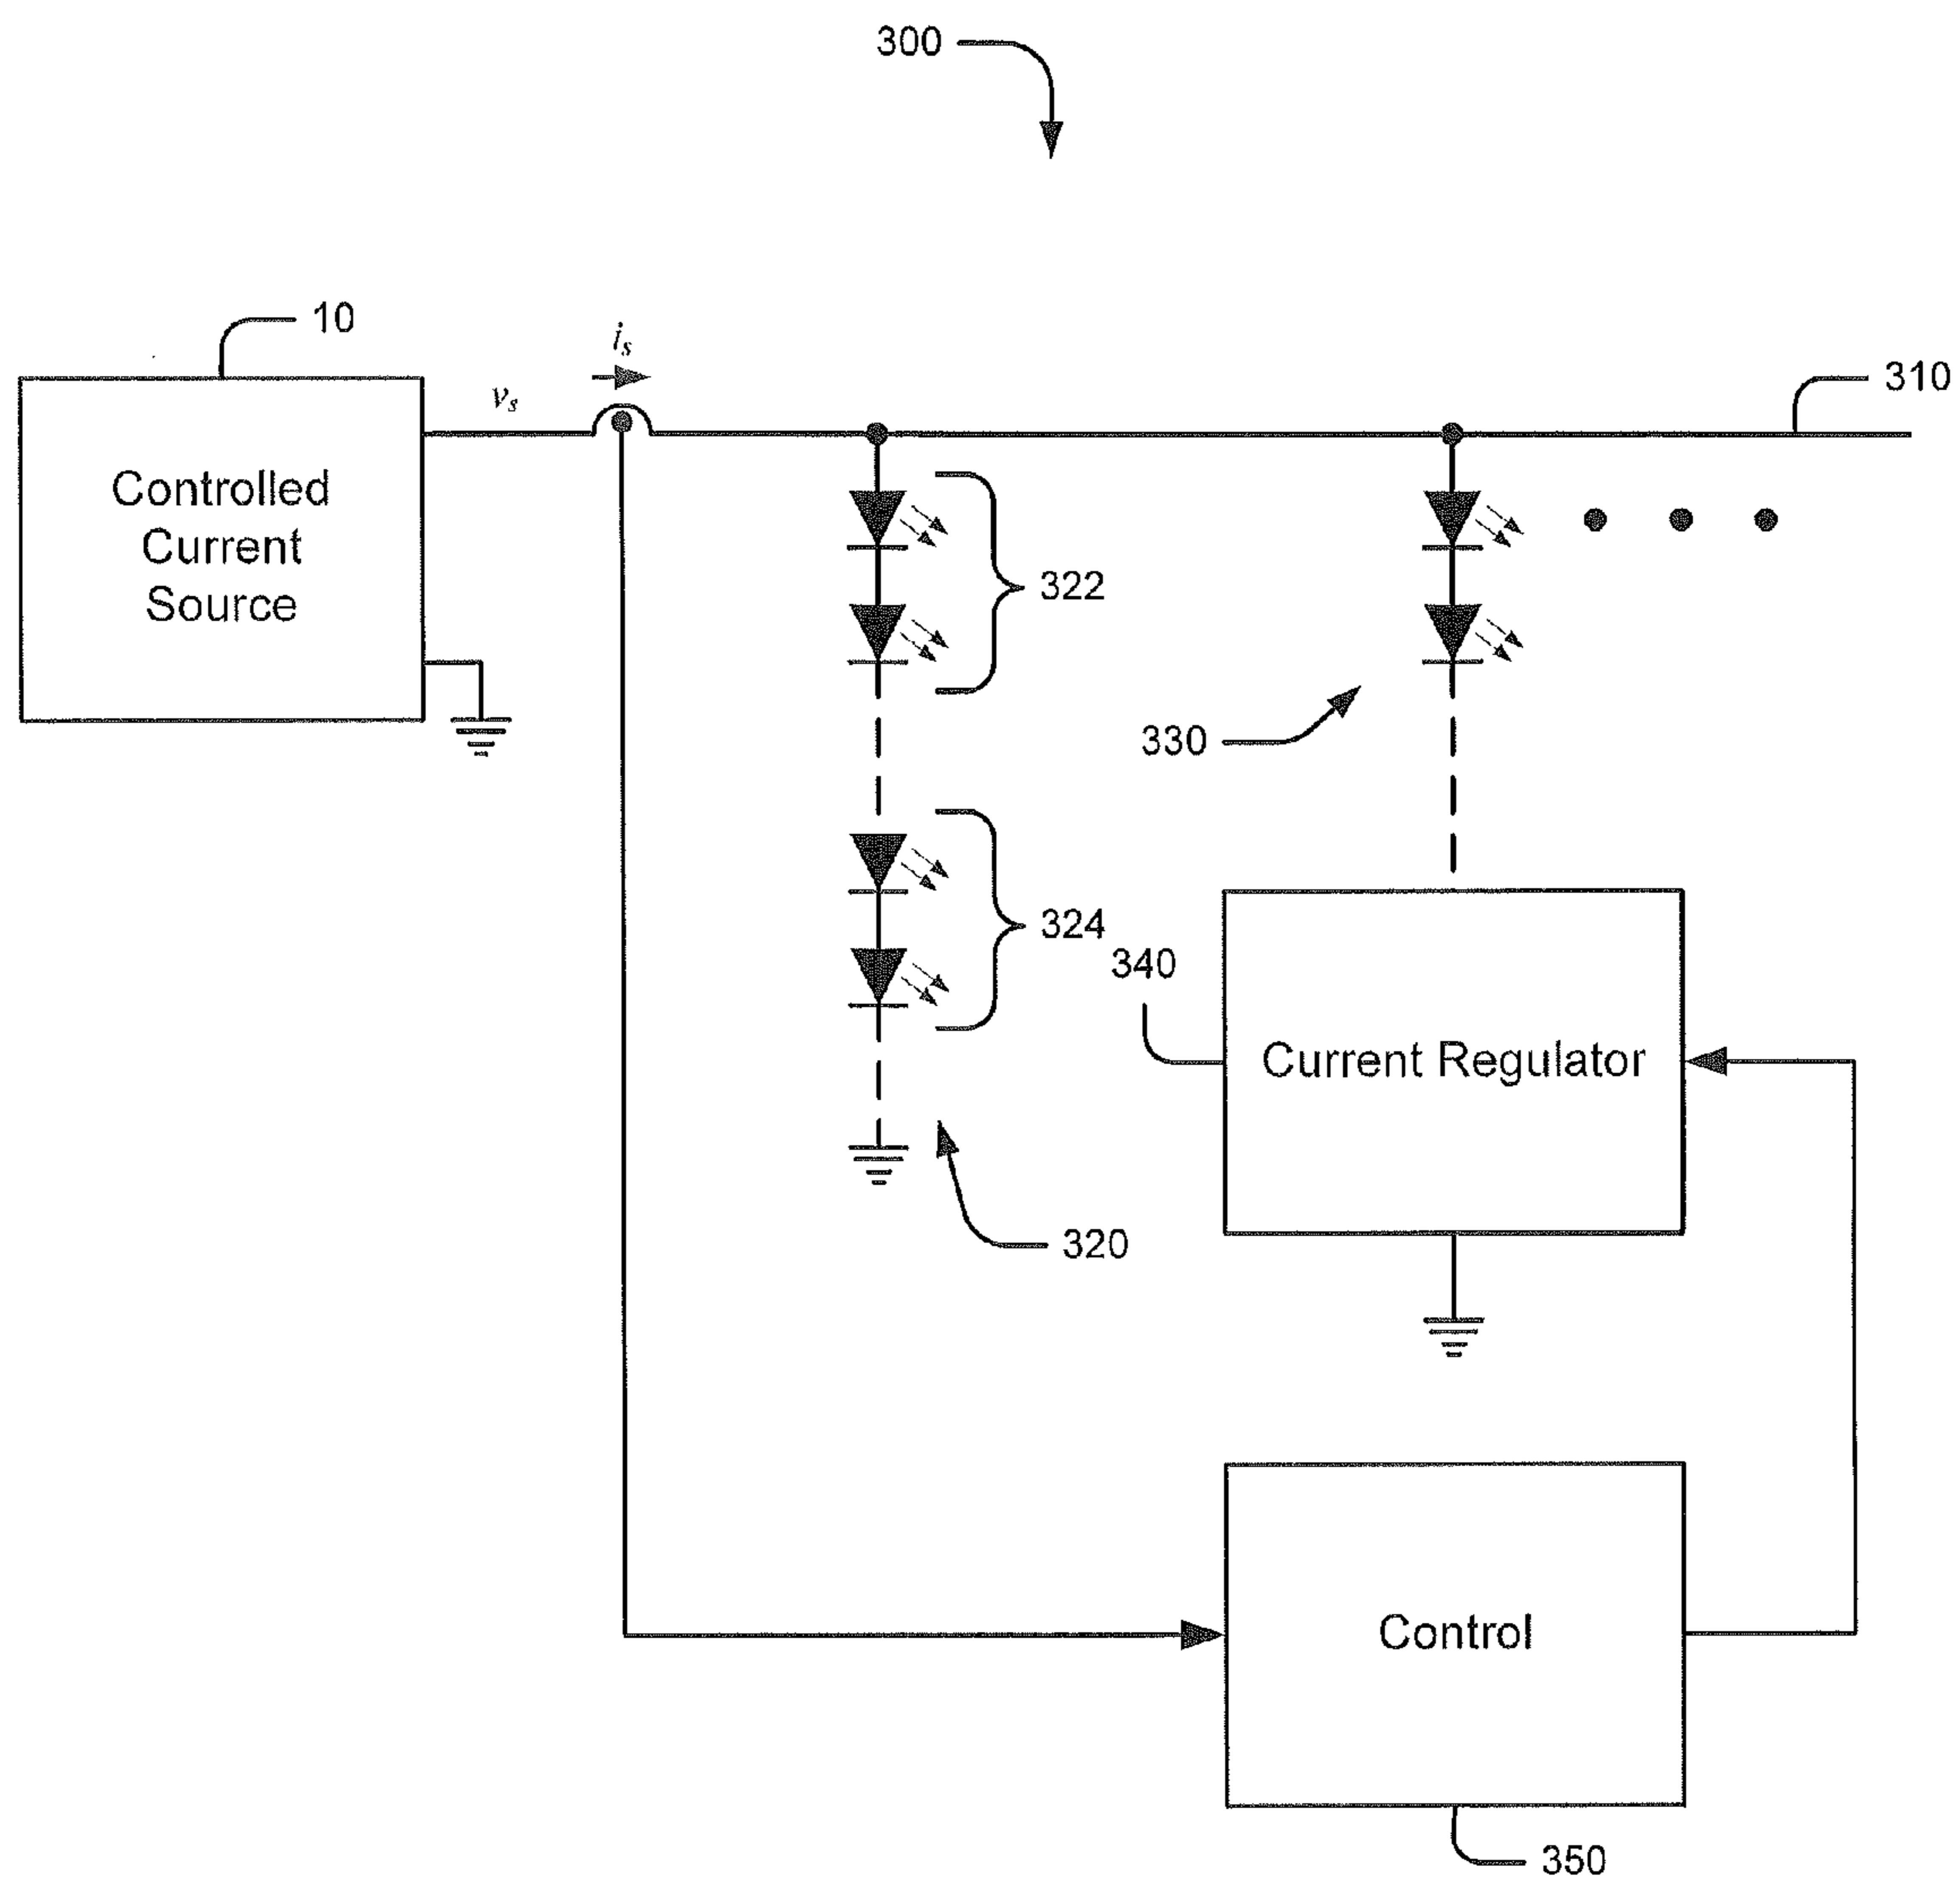 300
10
i_s
v_s
310
Controlled
Current
Source
322
330
324
340
Current Regulator
320
Control
350